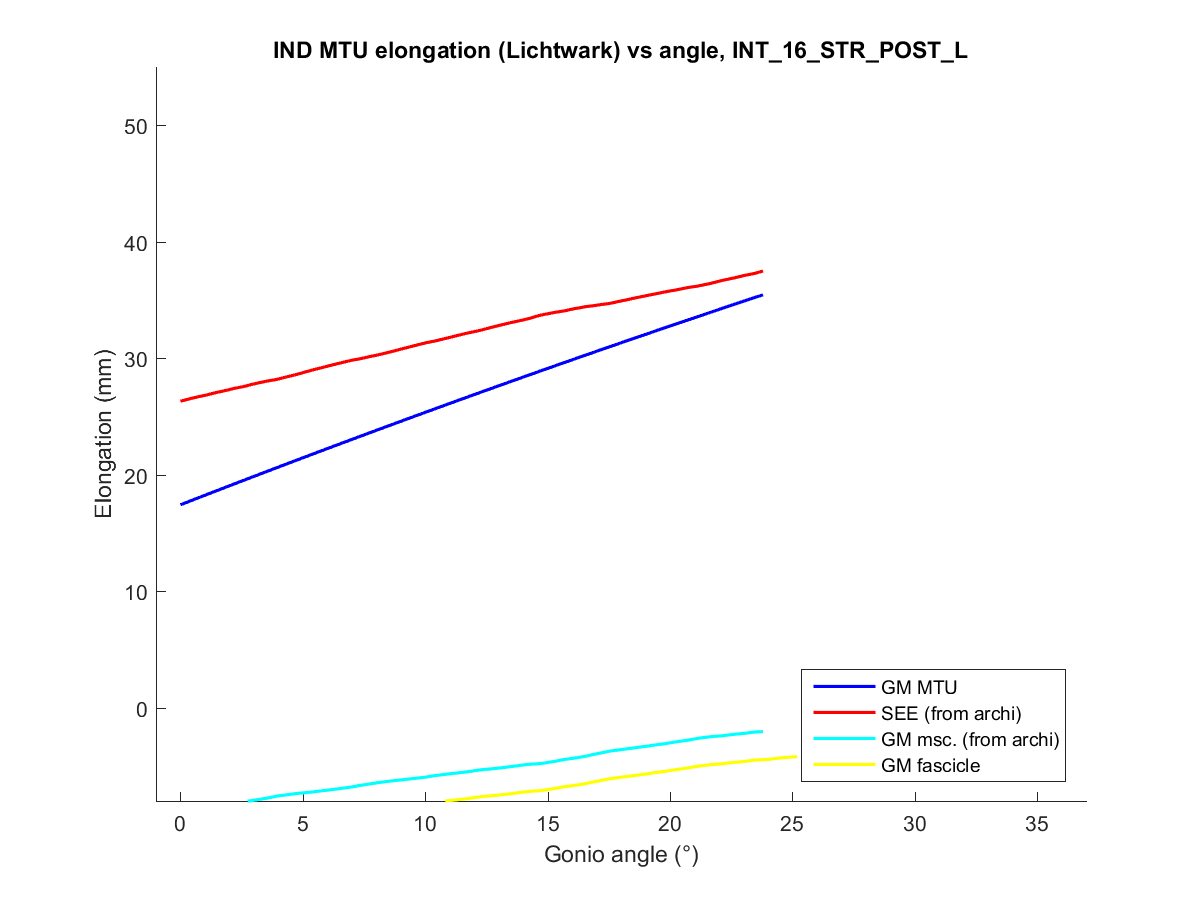 IND MTU elongation (Lichtwark) vs angle, INT_16_STR_POST_L
50
40
30
20
10
0
Elongation (mm)
0 5 10 15 20 25 30 35
Gonio angle (°)
GM MTU
SEE (from archi)
GM msc. (from archi)
GM fascicle